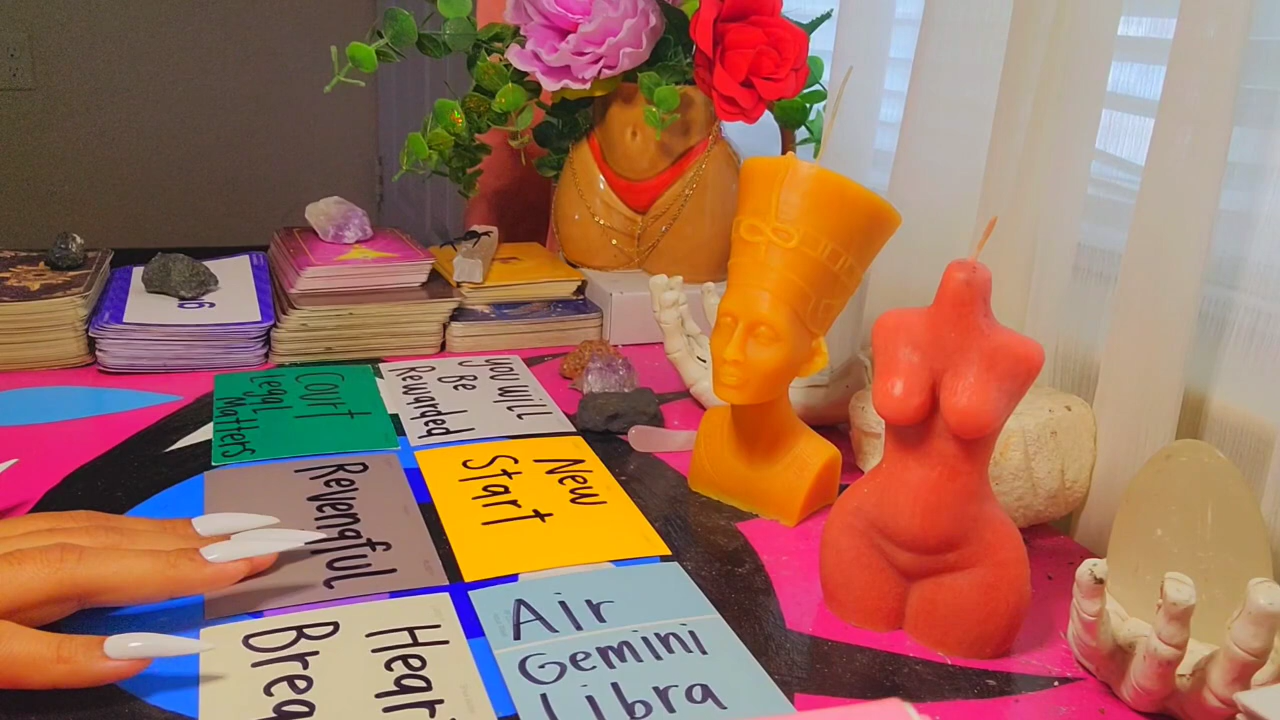 Court
Legal
Matters
You will
Be
Rewarded
Revengful
New
Start
Heart
Air
Gemini
Libra